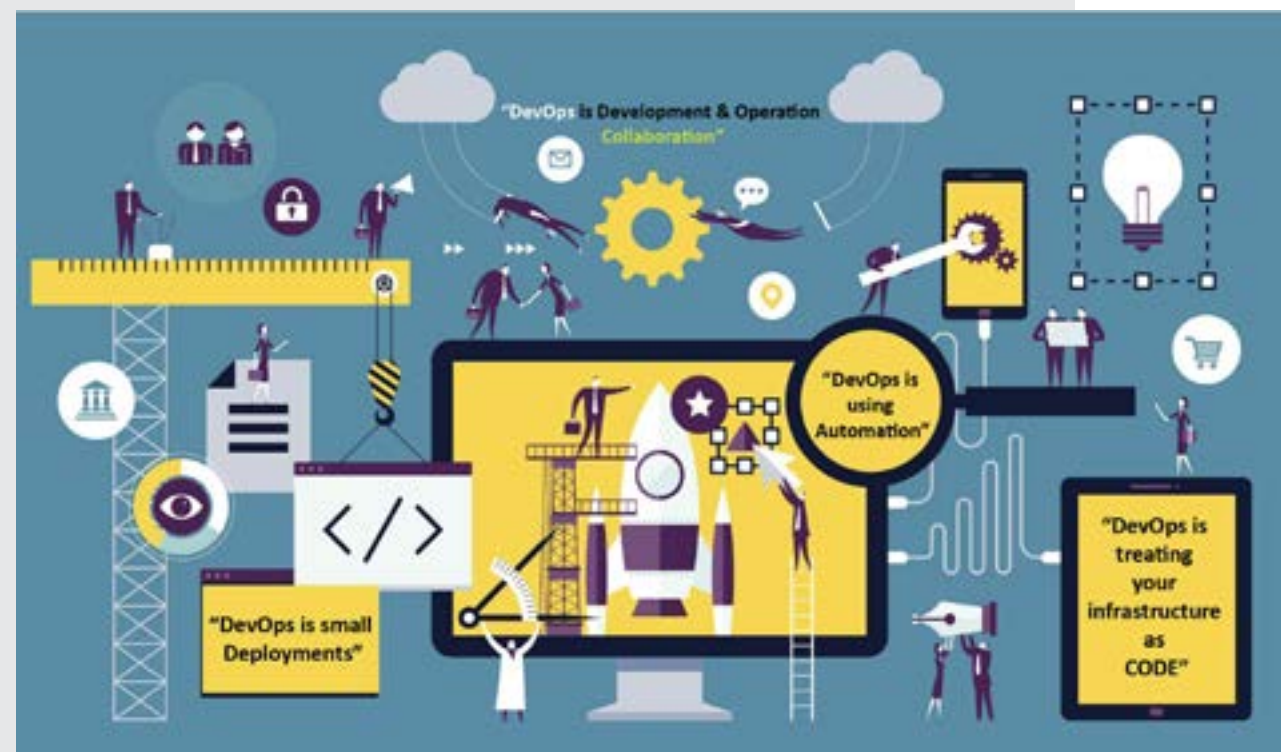 "DevOps is Development & Operation
Collaboration"
"DevOps is
using
Automation"
</>
"DevOps is small
Deployments"
"DevOps is
treating
your
infrastructure
as
CODE"